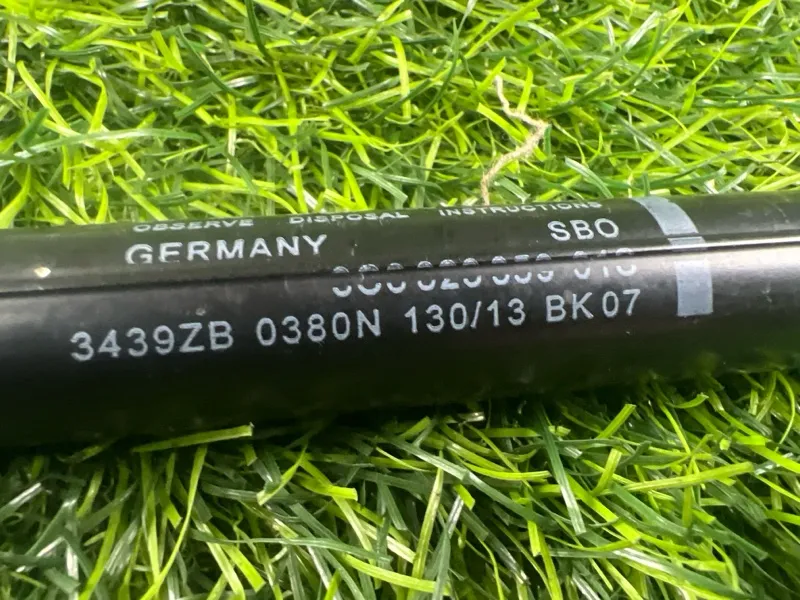 OBSERVE DISPOSAL INSTRUCTIONS
GERMANY SBO
3439ZB 0380N 130/13 BK07